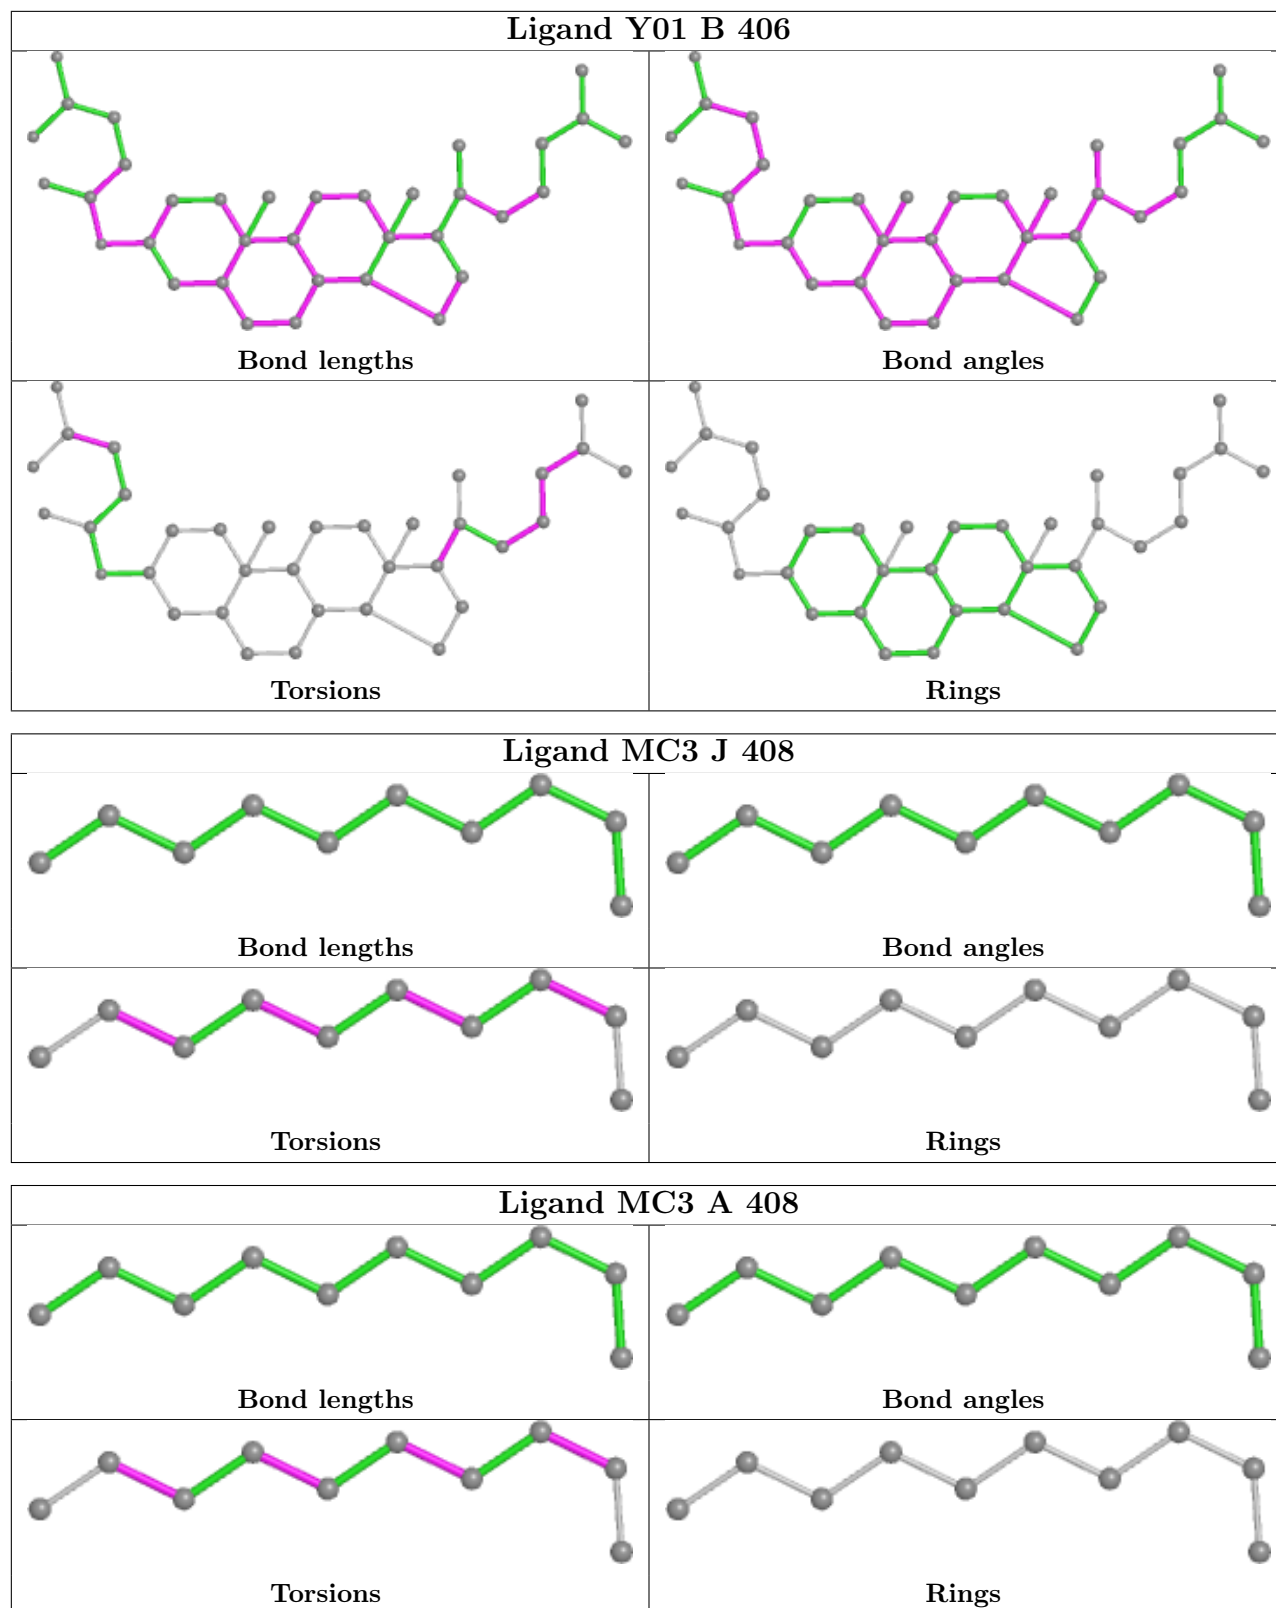 Ligand Y01 B 406
Bond lengths
Bond angles
Torsions
Rings
Ligand MC3 J 408
Bond lengths
Bond angles
Torsions
Rings
Ligand MC3 A 408
Bond lengths
Bond angles
Torsions
Rings